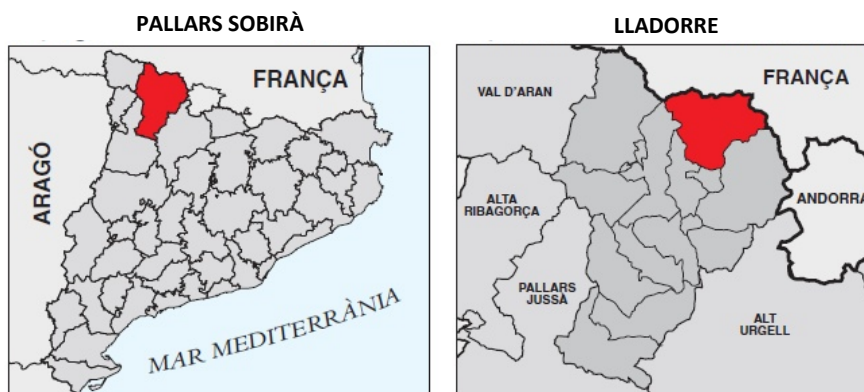 PALLARS SOBIRÀ
FRANÇA
ARAGÓ
MAR MEDITERRÀNIA
LLADORRE
FRANÇA
VAL D'ARAN
ANDORRA
ALTA
RIBAGORÇA
PALLARS
JUSSÀ
ALT
URGELL